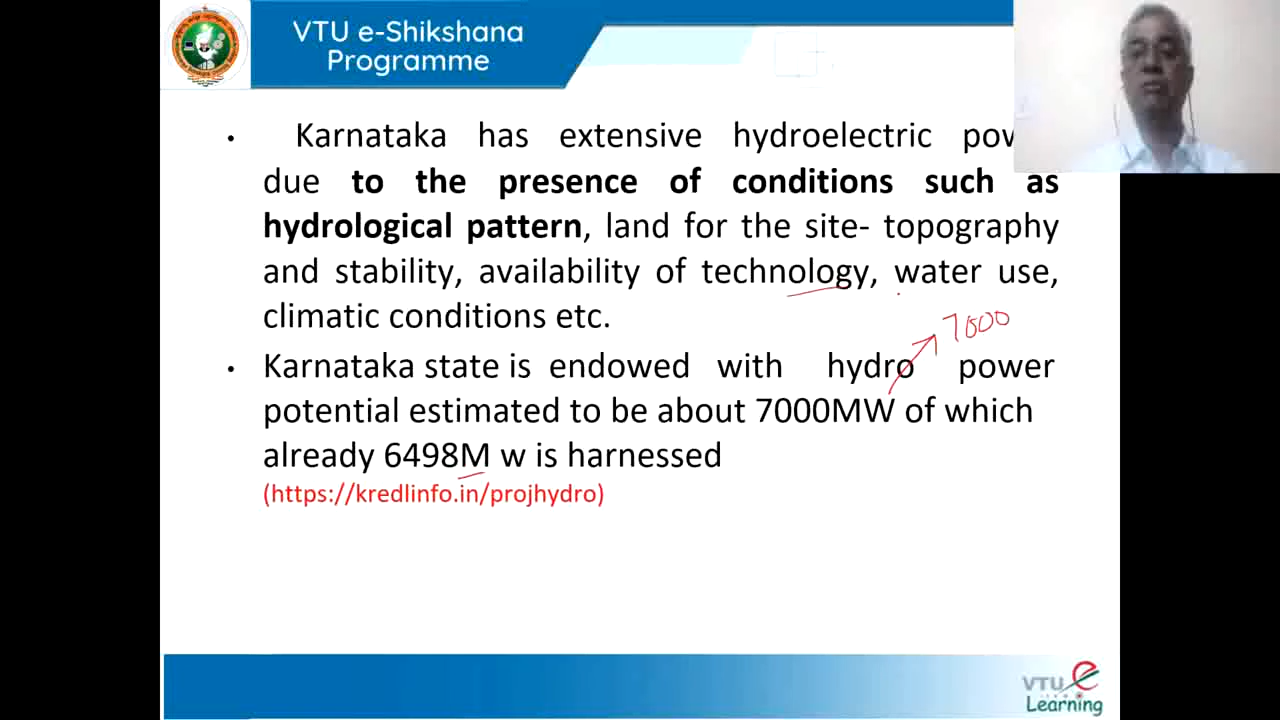 VTU e-Shikshana
Programme
• Karnataka has extensive hydroelectric
due to the presence of conditions such as
hydrological pattern, land for the site- topography
and stability, availability of technology, water use,
climatic conditions etc.
7000
• Karnataka state is endowed with hydro power
potential estimated to be about 7000MW of which
already 6498M w is harnessed
(https://kredlinfo.in/projhydro)
VTU e
Learning